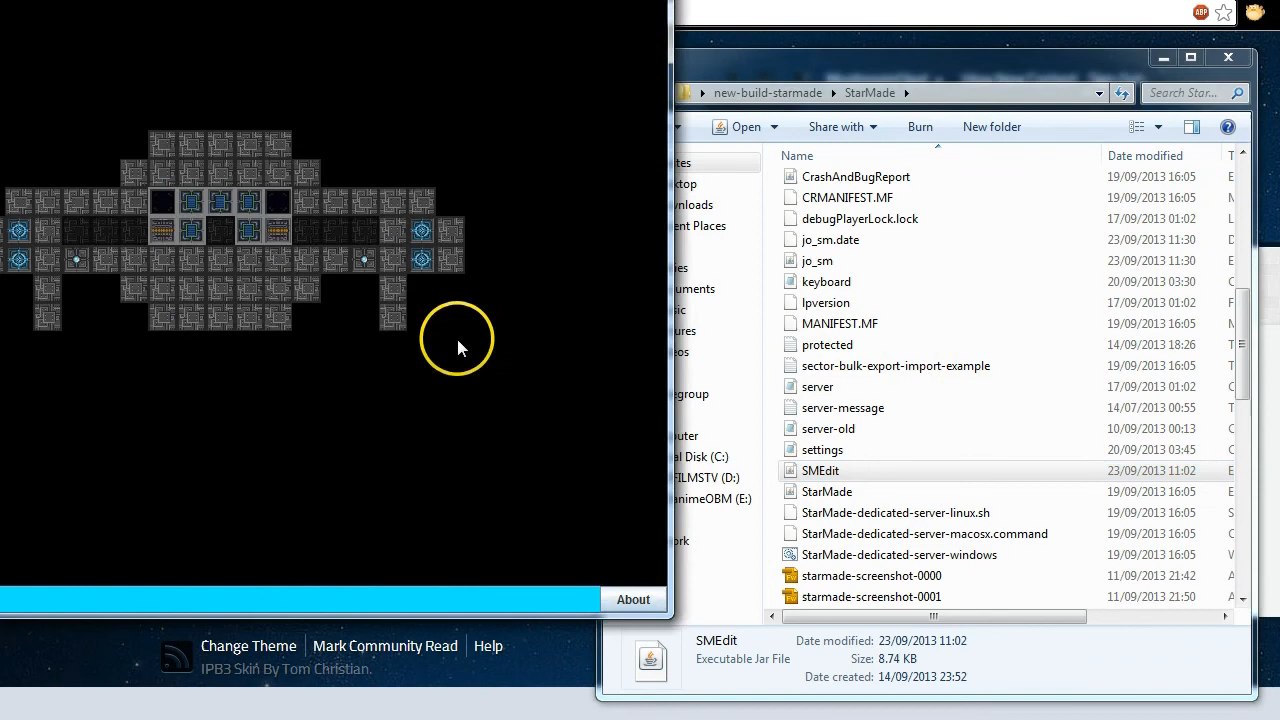 ABP
new-build-starmade StarMade
Search Star...
Open Share with Burn New folder
Name Date modified T
CrashAndBugReport 19/09/2013 16:05 E
CRMANIFEST.MF 19/09/2013 16:05 M
debugPlayerLock.lock 17/09/2013 01:02 L
jo_sm.date 23/09/2013 11:30 D
jo_sm 23/09/2013 11:30 C
keyboard 20/09/2013 03:30 C
lpversion 17/09/2013 01:02 F
MANIFEST.MF 19/09/2013 16:05 M
protected 14/09/2013 18:26 T
sector-bulk-export-import-example 19/09/2013 16:05 T
server 17/09/2013 01:02 C
server-message 14/07/2013 00:55 T
server-old 10/09/2013 00:13 C
settings 20/09/2013 03:45 C
SMEdit 23/09/2013 11:02 E
StarMade 19/09/2013 16:05 E
StarMade-dedicated-server-linux.sh 19/09/2013 16:05 S
StarMade-dedicated-server-macosx.command 19/09/2013 16:05 C
StarMade-dedicated-server-windows 19/09/2013 16:05 W
starmade-screenshot-0000 11/09/2013 21:42 A
starmade-screenshot-0001 11/09/2013 21:50 A
ites
ktop
vnloads
ent Places
ies
uments
sic
ures
eos
egroup
puter
al Disk (C:)
FILMSTV (D:)
animeOBM (E:)
ork
SMEdit Date modified: 23/09/2013 11:02
Executable Jar File Size: 8.74 KB
Date created: 14/09/2013 23:52
About
Change Theme Mark Community Read Help
IPB3 Skin By Tom Christian.